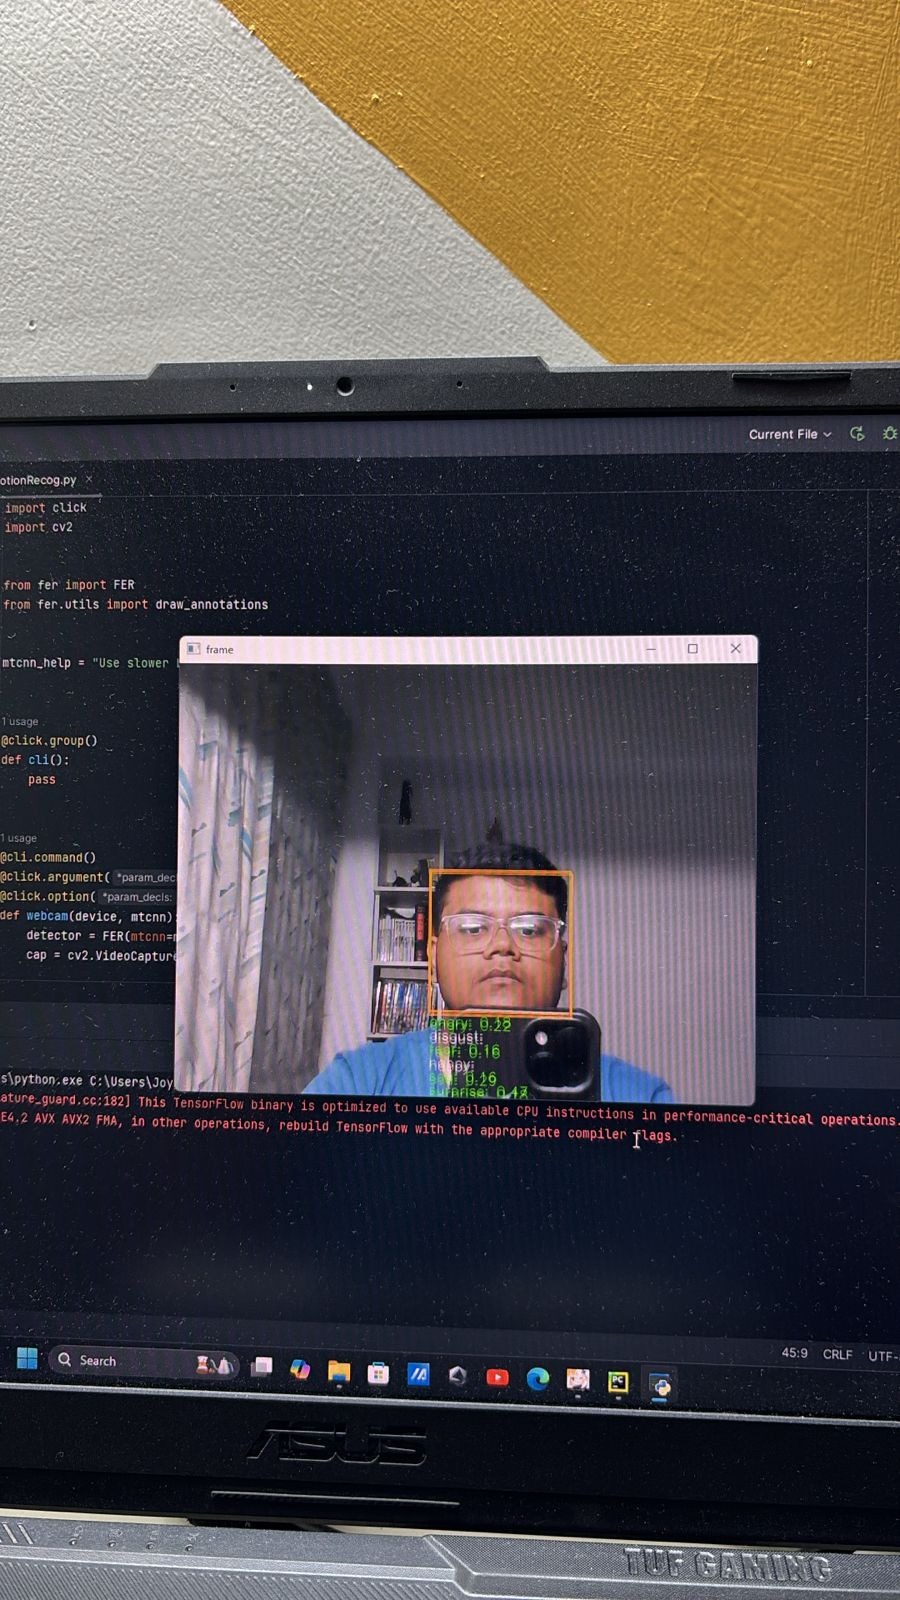 Current File
otionRecog.py
import click
import cv2
from fer import FER
from fer.utils import draw_annotations
mtcnn_help = "Use slower
1 usage
@click.group()
def cli():
pass
1 usage
@cli.command()
@click.argument( *param_dec
@click.option( *param_decls:
def webcam(device, mtcnn)
detector = FER(mtcnn=
cap = cv2.VideoCapture
frame
angry: 0.22
disgust:
fear: 0.16
happy:
0.29
surprise:
s\python.exe C:\Users\Joy
ature_guard.cc:182] This TensorFlow binary is optimized to use available CPU instructions in performance-critical operations.
E4.2 AVX AVX2 FMA, in other operations, rebuild TensorFlow with the appropriate compiler flags.
45:9 CRLF UTF-
Search
PC
ASUS
TUF GAMING